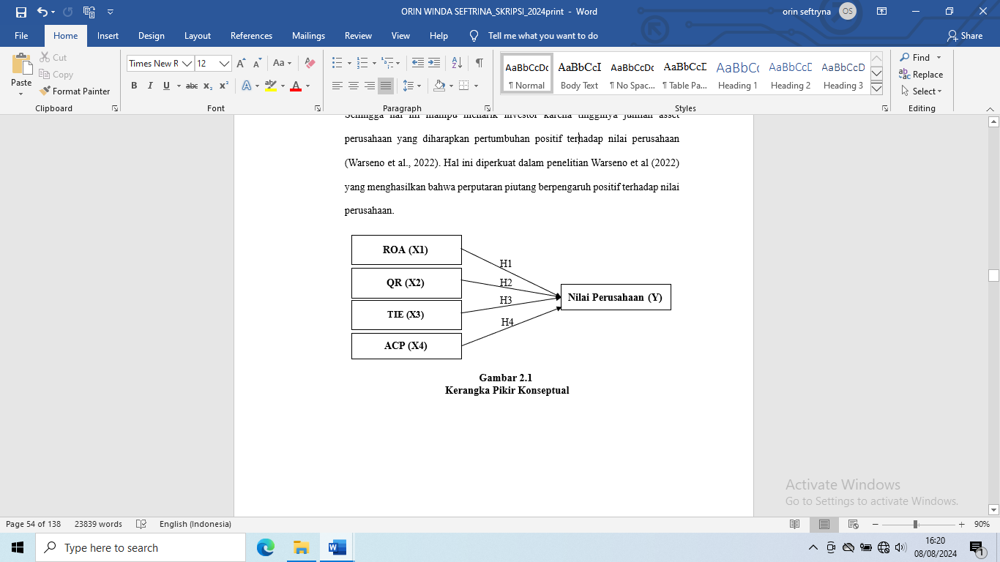 ORIN WINDA SEFTRINA_SKRIPSI_2024print - Word
orin seftryna
OS
File Home Insert Design Layout References Mailings Review View Help Tell me what you want to do
Share
Paste
Cut
Copy
Format Painter
Clipboard
Times New R 12
Aa
B I U abc x₂ x²
A
Font
Paragraph
AaBbCcDc AaBbCcI AaBbCcDc AaBbCcI AaBbCc AaBbCcD AaBbCcD
¶ Normal Body Text ¶ No Spac... ¶ Table Pa... Heading 1 Heading 2 Heading 3
Styles
Find
Replace
Select
Editing
Sehingga hal ini mampu menarik investor karena tingginya jumlah asset
perusahaan yang diharapkan pertumbuhan positif terhadap nilai perusahaan
(Warseno et al., 2022). Hal ini diperkuat dalam penelitian Warseno et al (2022)
yang menghasilkan bahwa perputaran piutang berpengaruh positif terhadap nilai
perusahaan.
ROA (X1)
QR (X2)
TIE (X3)
ACP (X4)
H1
H2
H3
H4
Nilai Perusahaan (Y)
Gambar 2.1
Kerangka Pikir Konseptual
Activate Windows
Go to Settings to activate Windows.
Page 54 of 138 23839 words English (Indonesia)
90%
Type here to search
16:20
08/08/2024
1